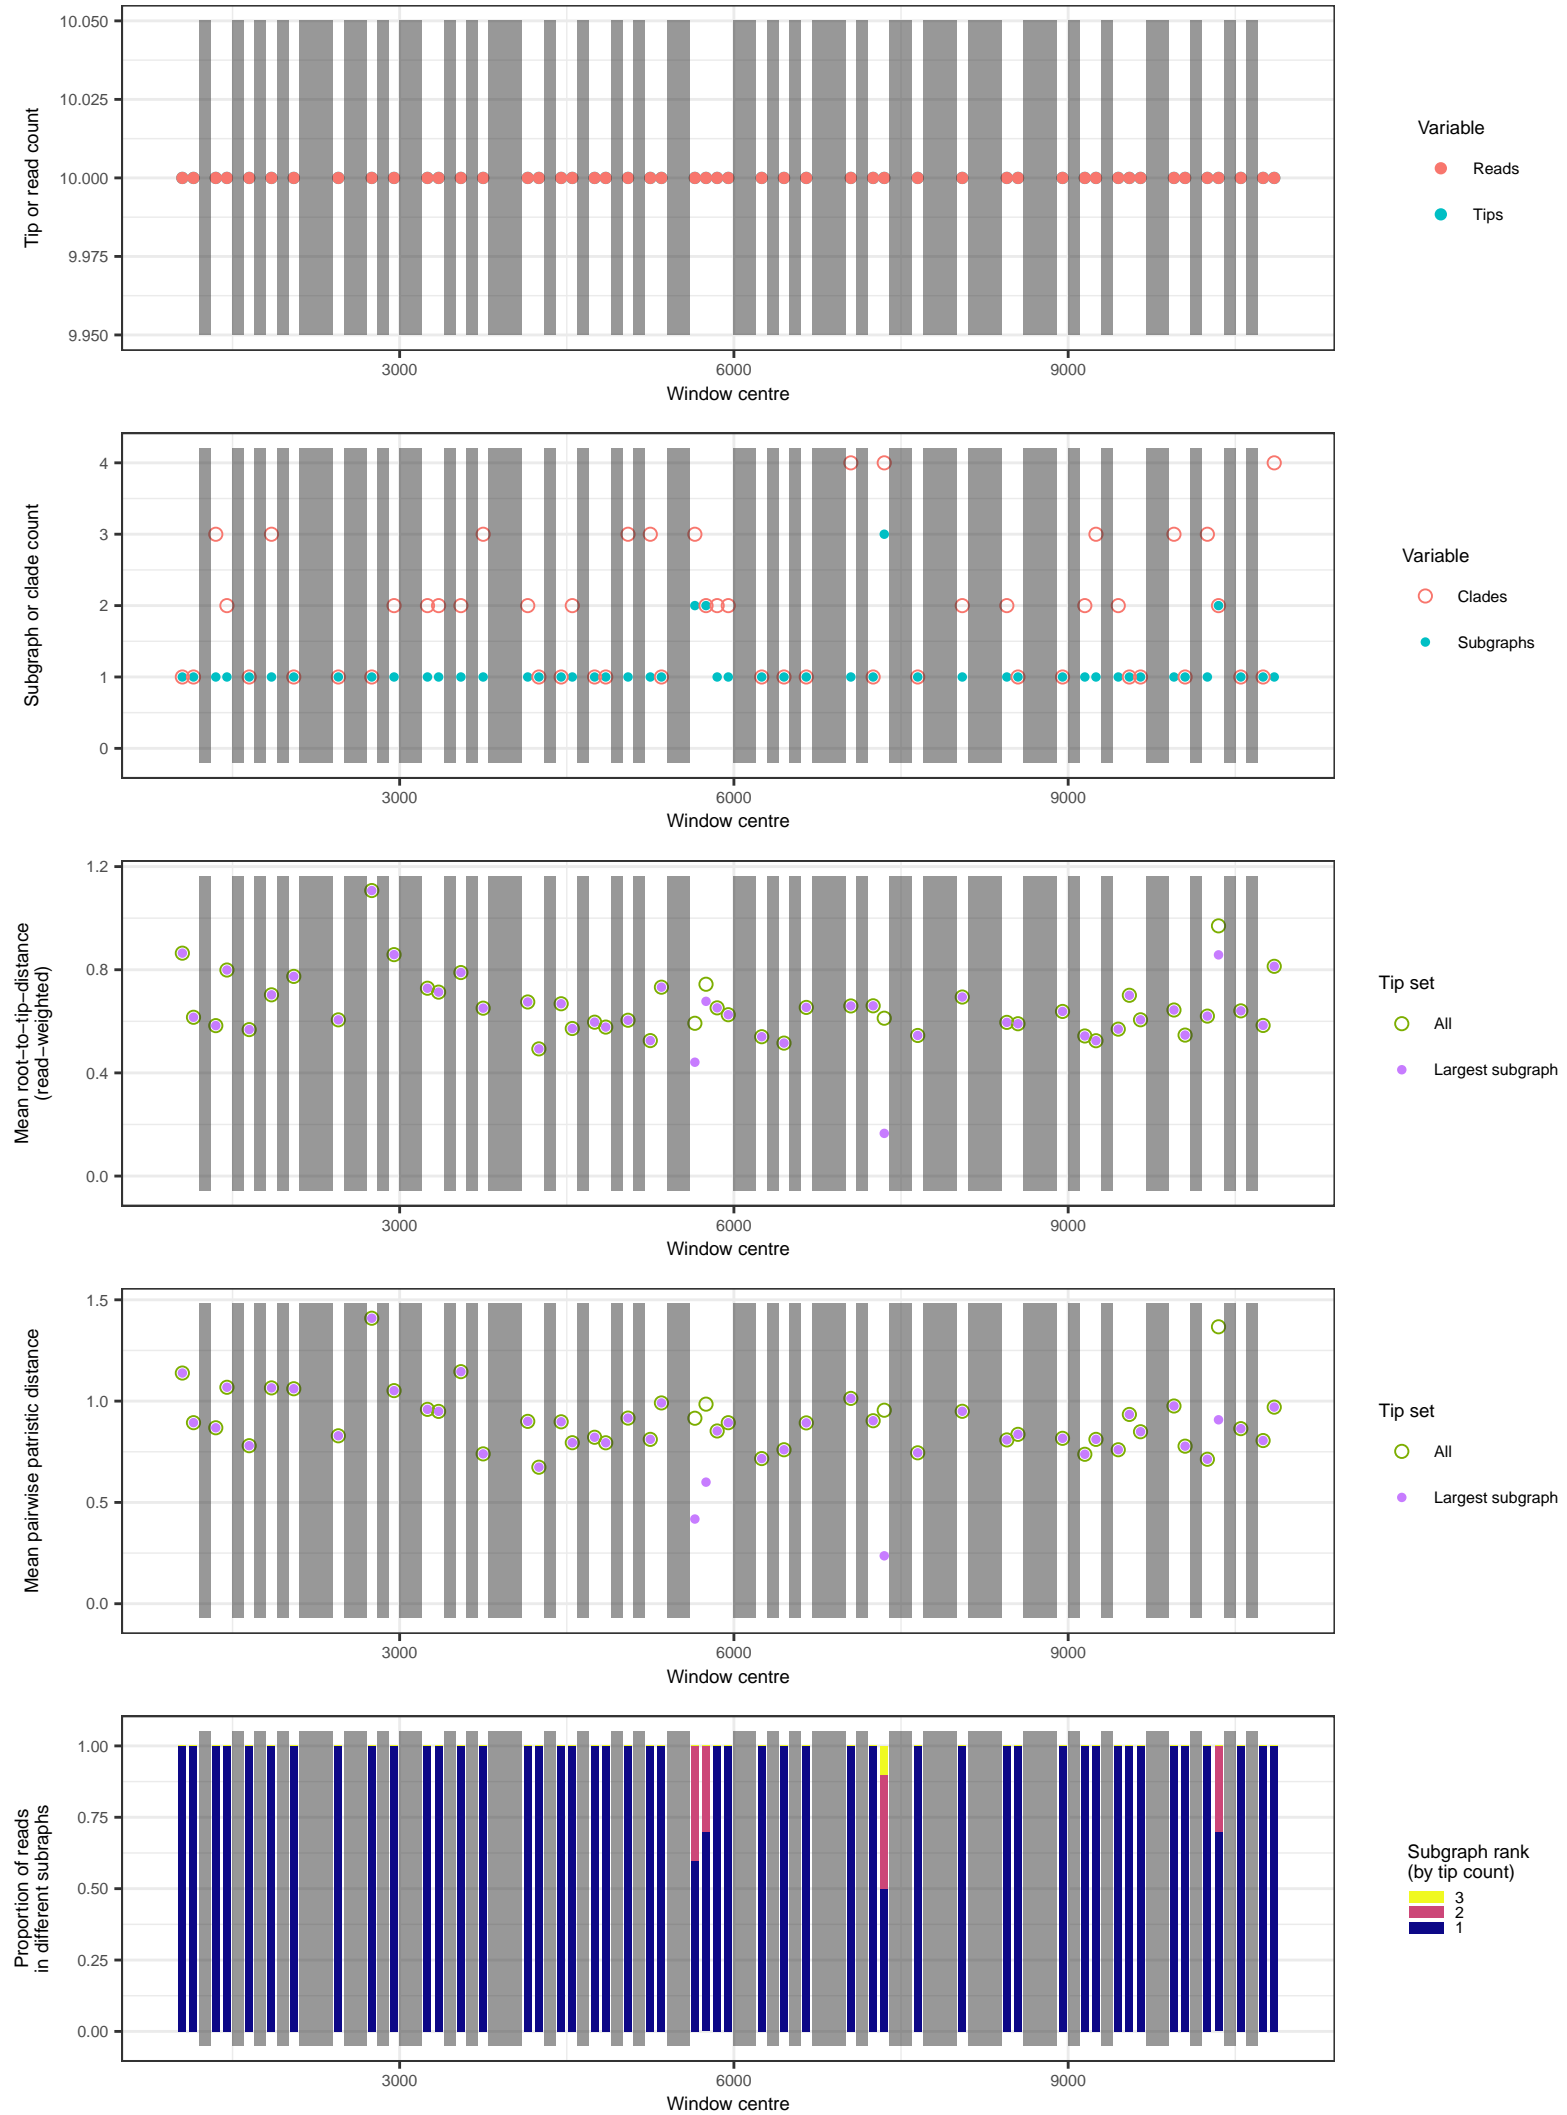 10.050
10.025
10.000
9.975
9.950
Tip or read count
3000
6000
9000
Window centre
Variable
Reads
Tips
4
3
2
1
0
Subgraph or clade count
3000
6000
9000
Window centre
Variable
Clades
Subgraphs
1.2
0.8
0.4
0.0
Mean root−to−tip−distance
(read−weighted)
3000
6000
9000
Window centre
Tip set
All
Largest subgraph
1.5
1.0
0.5
0.0
Mean pairwise patristic distance
3000
6000
9000
Window centre
Tip set
All
Largest subgraph
1.00
0.75
0.50
0.25
0.00
Proportion of reads
in different subraphs
3000
6000
9000
Window centre
Subgraph rank
(by tip count)
3
2
1